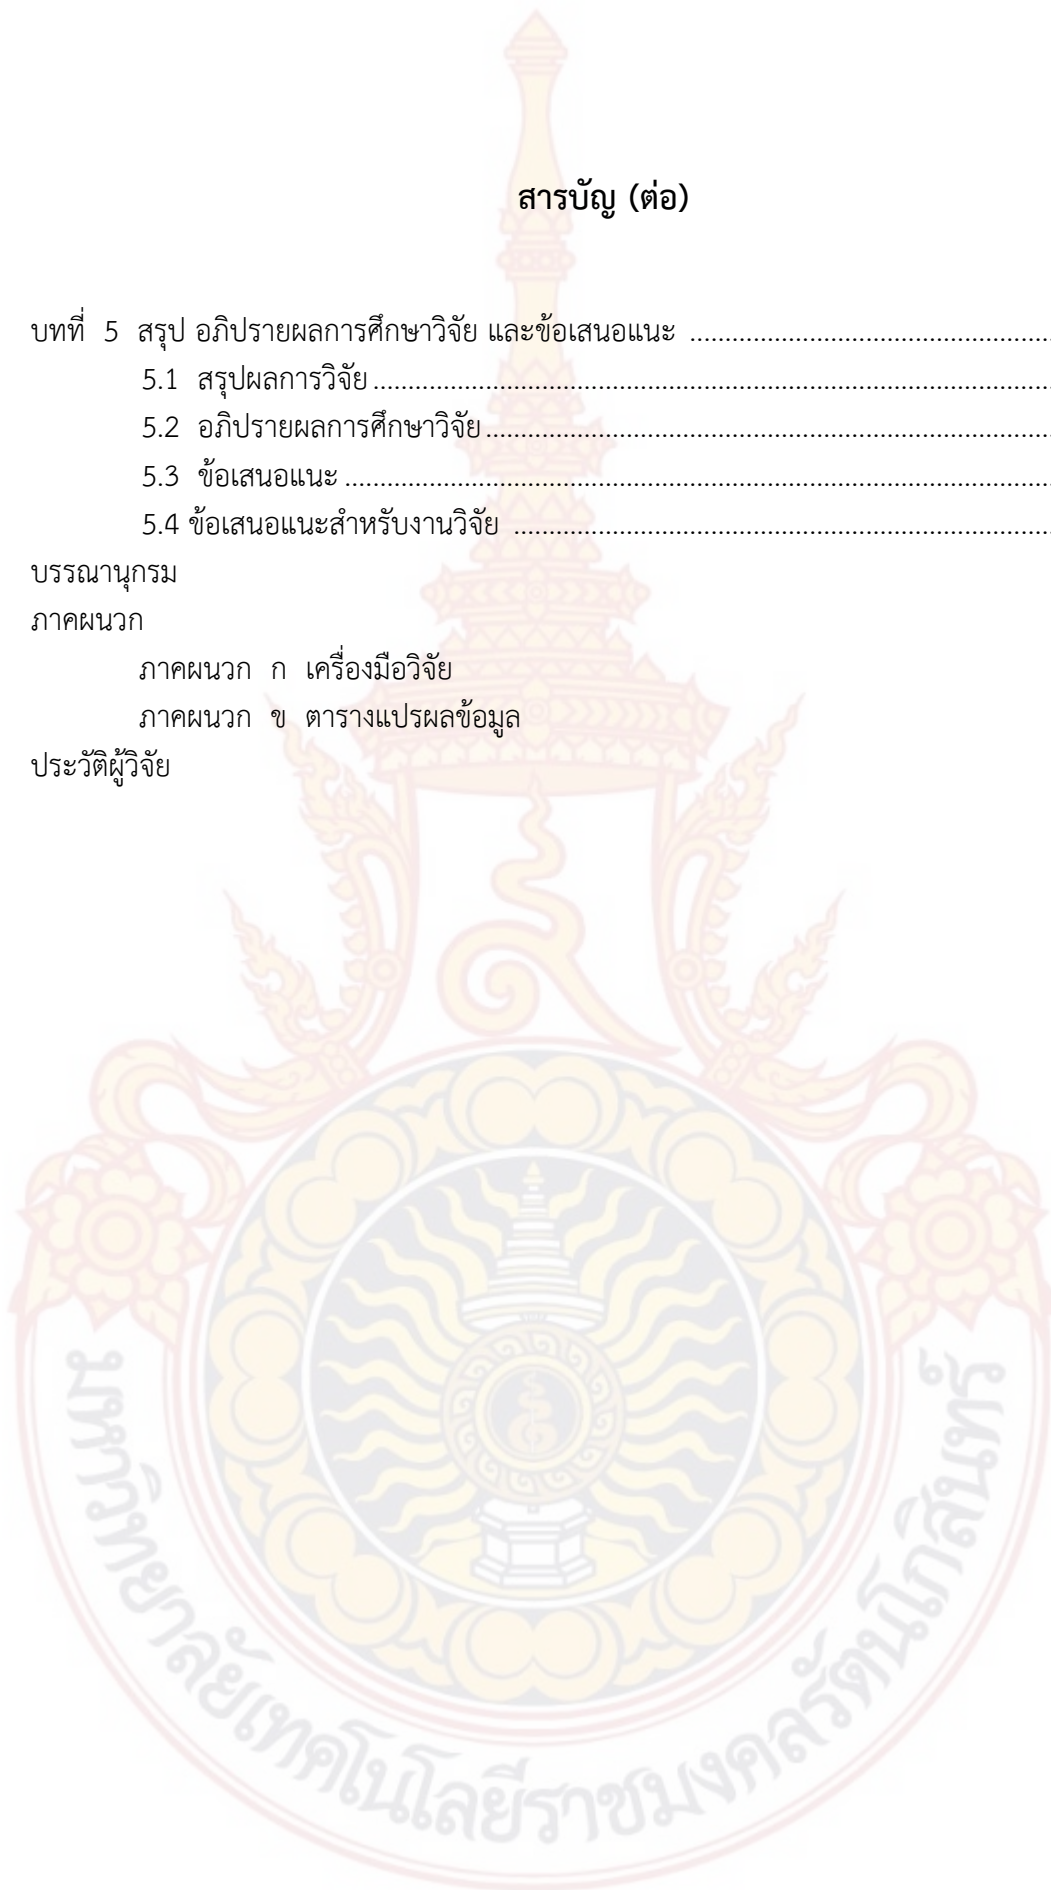 สารบัญ (ต่อ)
บทที่ 5 สรุป อภิปรายผลการศึกษาวิจัย และข้อเสนอแนะ ....................................................
5.1 สรุปผลการวิจัย ..................................................................................................
5.2 อภิปรายผลการศึกษาวิจัย ..................................................................................
5.3 ข้อเสนอแนะ ......................................................................................................
5.4 ข้อเสนอแนะสำหรับงานวิจัย .............................................................................
บรรณานุกรม
ภาคผนวก
ภาคผนวก ก เครื่องมือวิจัย
ภาคผนวก ข ตารางแปรผลข้อมูล
ประวัติผู้วิจัย
มหาวิทยาลัยเทคโนโลยีราชมงคลรัตนโกสินทร์